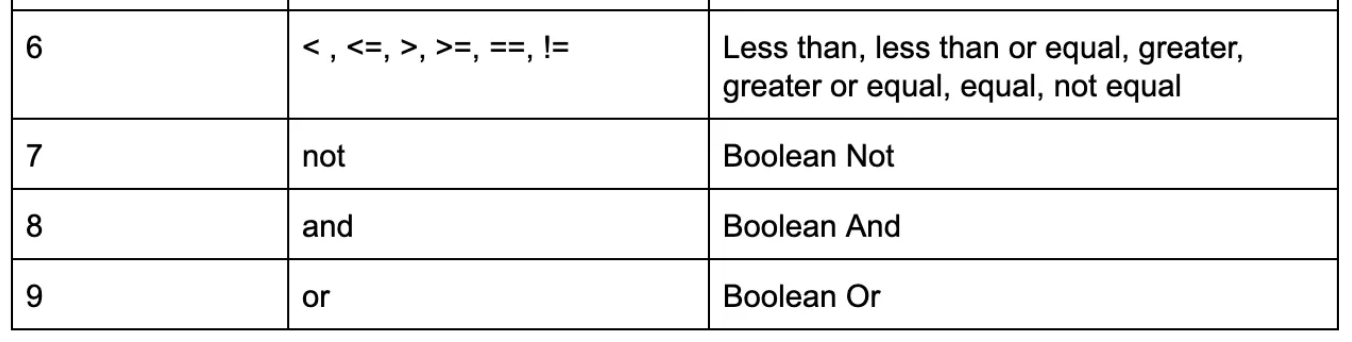 6 < , <=, >, >=, ==, != Less than, less than or equal, greater,
greater or equal, equal, not equal
7 not Boolean Not
8 and Boolean And
9 or Boolean Or